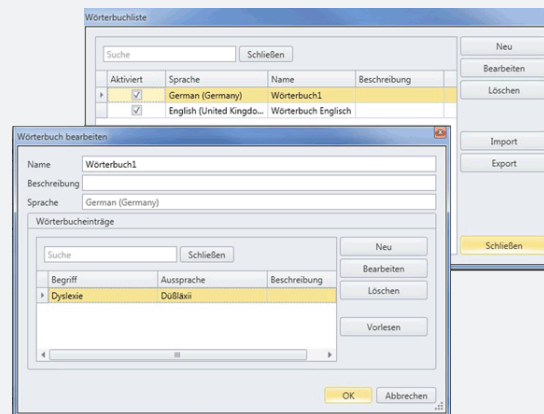 Wörterbuchliste
Suche
Schließen
Neu
Bearbeiten
Löschen
Import
Export
Schließen
Aktiviert Sprache Name Beschreibung
German (Germany) Wörterbuch1
English (United Kingdo... Wörterbuch Englisch
Wörterbuch bearbeiten
Name Wörterbuch1
Beschreibung
Sprache German (Germany)
Wörterbucheinträge
Suche
Schließen
Neu
Bearbeiten
Löschen
Vorlesen
Begriff Aussprache Beschreibung
Dyslexie Düßläxii
OK Abbrechen